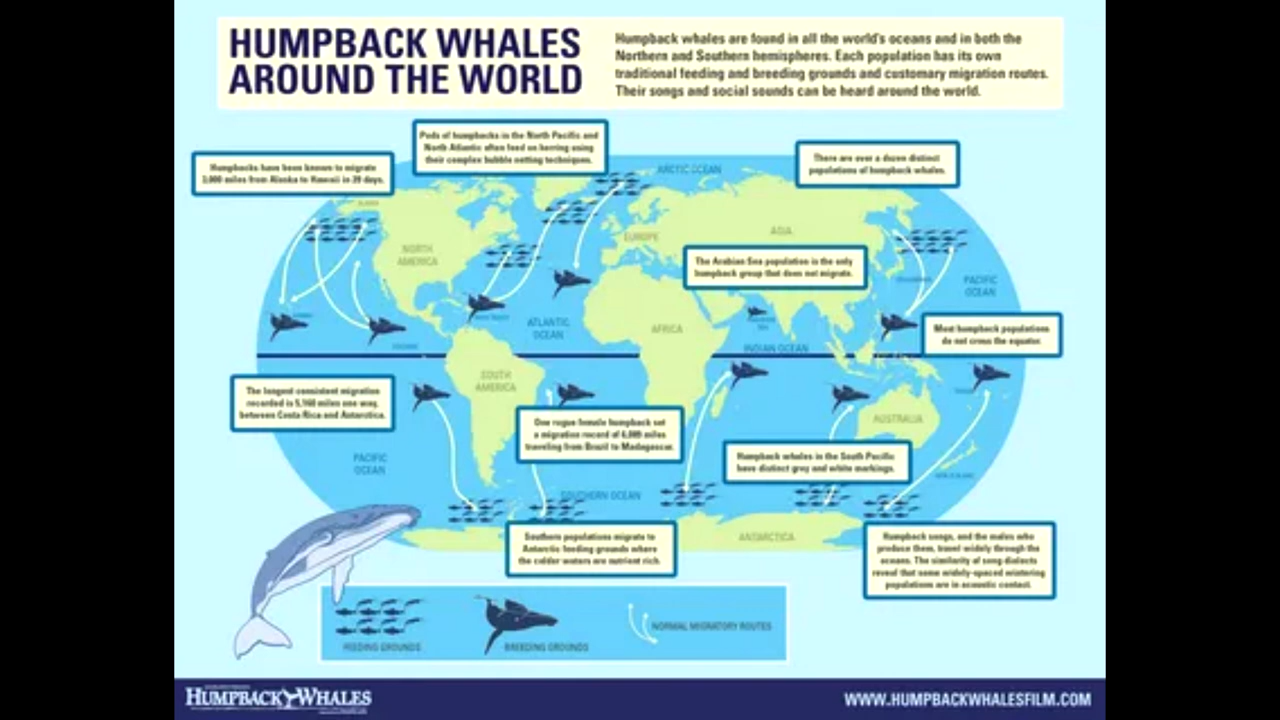 HUMPBACK WHALES
AROUND THE WORLD
Humpback whales are found in all the world's oceans and in both the
Northern and Southern hemispheres. Each population has its own
traditional feeding and breeding grounds and customary migration routes.
Their songs and social sounds can be heard around the world.
Pods of humpbacks in the North Pacific and
North Atlantic often feed on herring using
their complex bubble netting techniques.
Humpbacks have been known to migrate
3,000 miles from Alaska to Hawaii in 39 days.
There are over a dozen distinct
populations of humpback whales.
ARCTIC OCEAN
ALASKA
NORTH
AMERICA
EUROPE
ASIA
The Arabian Sea population is the only
humpback group that does not migrate.
PACIFIC
OCEAN
ATLANTIC
OCEAN
AFRICA
INDIAN OCEAN
Most humpback populations
do not cross the equator.
SOUTH
AMERICA
The longest consistent migration
recorded is 5,160 miles one way,
between Costa Rica and Antarctica.
One rogue female humpback set
a migration record of miles
traveling from Brazil to Madagascar.
AUSTRALIA
Humpback whales in the South Pacific
have distinct grey and white markings.
PACIFIC
OCEAN
NEW ZEALAND
SOUTHERN OCEAN
ANTARCTICA
Southern populations migrate to
Antarctic feeding grounds where
the colder waters are nutrient rich.
Humpback songs, and the males who
produce them, travel widely through the
oceans. The similarity of song dialects
reveal that some widely-spaced wintering
populations are in acoustic contact.
FEEDING GROUNDS
BREEDING GROUNDS
NORMAL MIGRATORY ROUTES
HUMPBACK WHALES
WWW.HUMPBACKWHALESFILM.COM